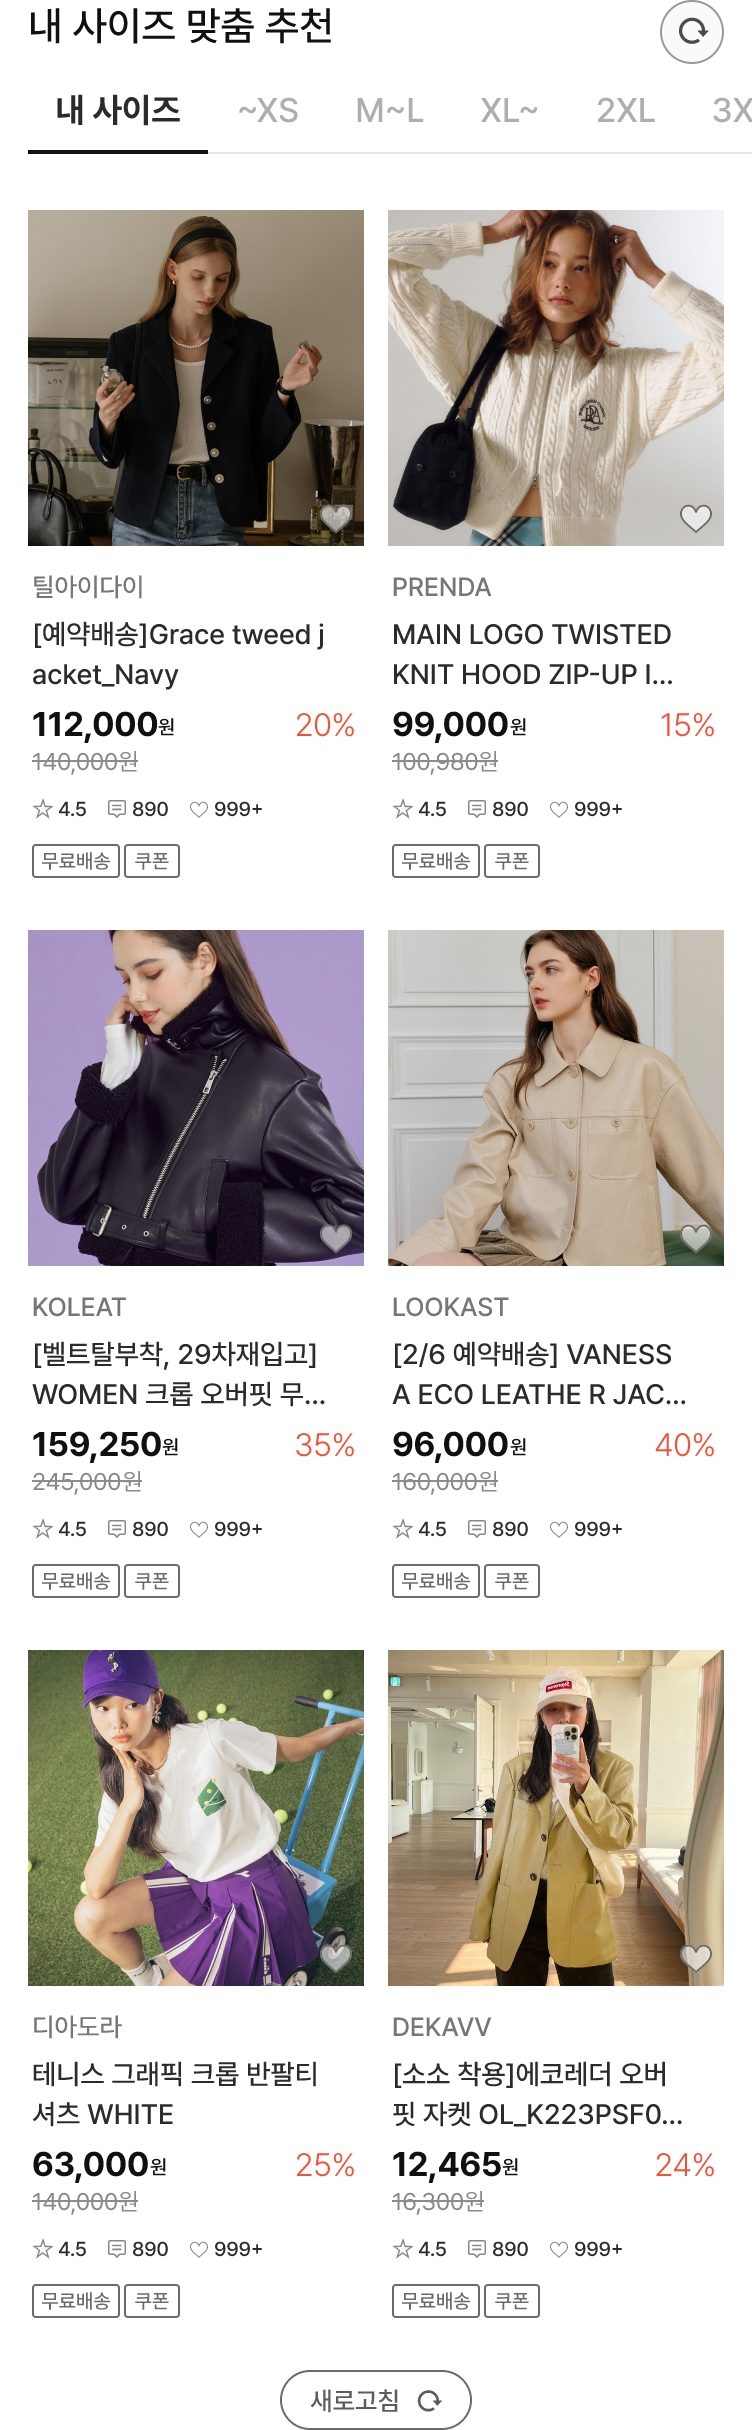 내 사이즈 맞춤 추천
내 사이즈 ~XS M~L XL~ 2XL 3X
틸아이다이
[예약배송]Grace tweed j
acket_Navy
112,000원 20%
140,000원
4.5 890 999+
무료배송 쿠폰
PRENDA
MAIN LOGO TWISTED
KNIT HOOD ZIP-UP I...
99,000원 15%
100,980원
4.5 890 999+
무료배송 쿠폰
KOLEAT
[벨트탈부착, 29차재입고]
WOMEN 크롭 오버핏 무...
159,250원 35%
245,000원
4.5 890 999+
무료배송 쿠폰
LOOKAST
[2/6 예약배송] VANESS
A ECO LEATHE R JAC...
96,000원 40%
160,000원
4.5 890 999+
무료배송 쿠폰
디아도라
테니스 그래픽 크롭 반팔티
셔츠 WHITE
63,000원 25%
140,000원
4.5 890 999+
무료배송 쿠폰
DEKAVV
[소소 착용]에코레더 오버
핏 자켓 OL_K223PSF0...
12,465원 24%
16,300원
4.5 890 999+
무료배송 쿠폰
새로고침